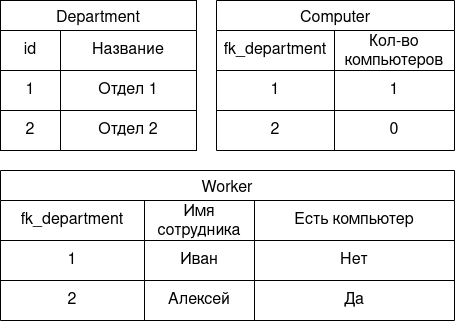 Department
id Название
1 Отдел 1
2 Отдел 2
Computer
fk_department Кол-во
компьютеров
1 1
2 0
Worker
fk_department Имя
сотрудника Есть компьютер
1 Иван Нет
2 Алексей Да